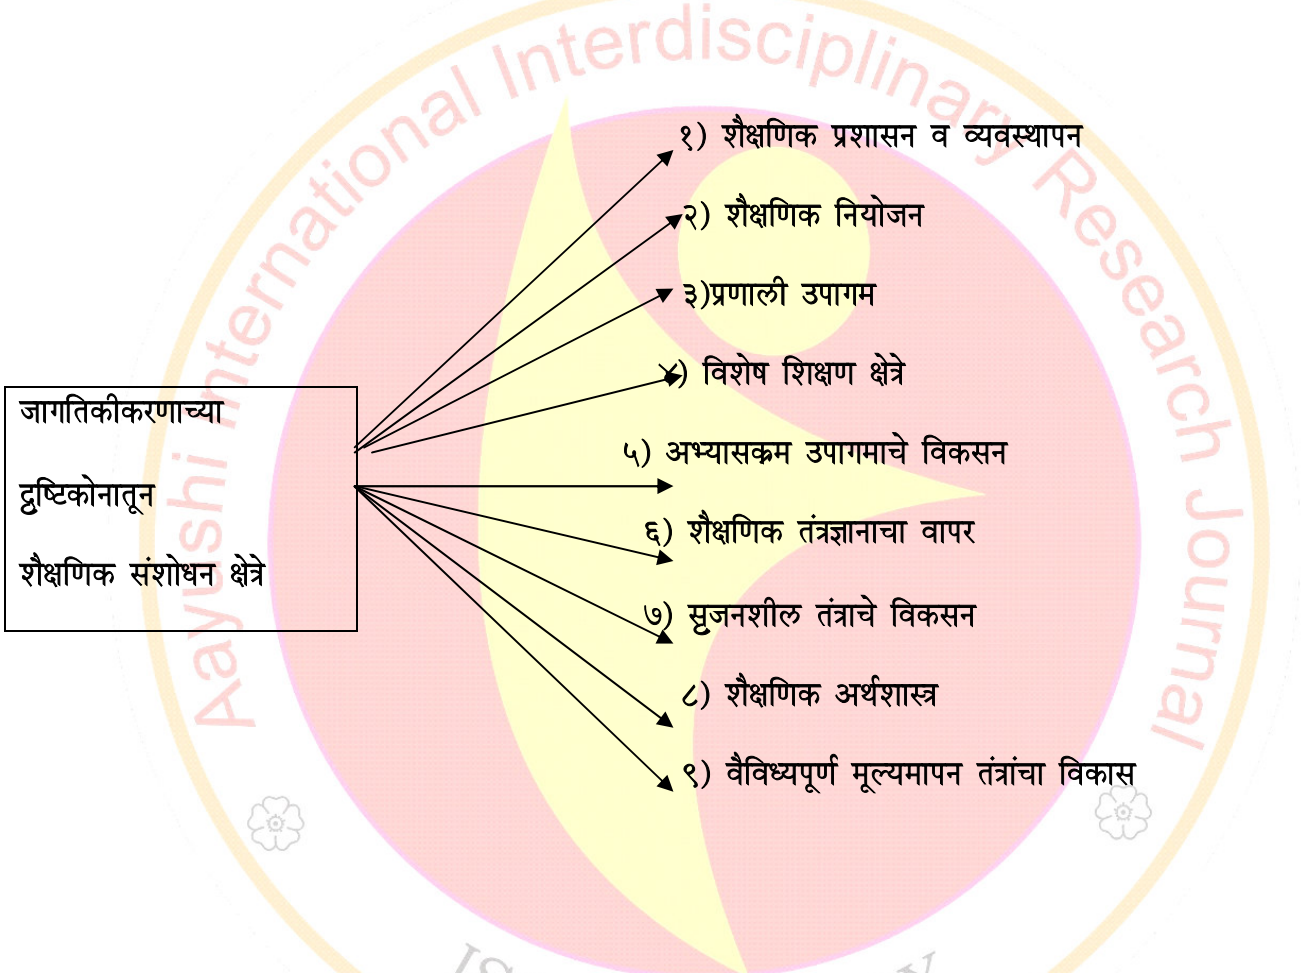 Aayushi International Interdisciplinary Research Journal
१) शैक्षणिक प्रशासन व व्यवस्थापन
२) शैक्षणिक नियोजन
३)प्रणाली उपागम
४) विशेष शिक्षण क्षेत्रे
जागतिकीकरणाच्या
द्रुष्टिकोनातून
शैक्षणिक संशोधन क्षेत्रे
५) अभ्यासक्रम उपागमाचे विकसन
६) शैक्षणिक तंत्रज्ञानाचा वापर
७) सृजनशील तंत्राचे विकसन
८) शैक्षणिक अर्थशास्त्र
९) वैविध्यपूर्ण मूल्यमापन तंत्रांचा विकास